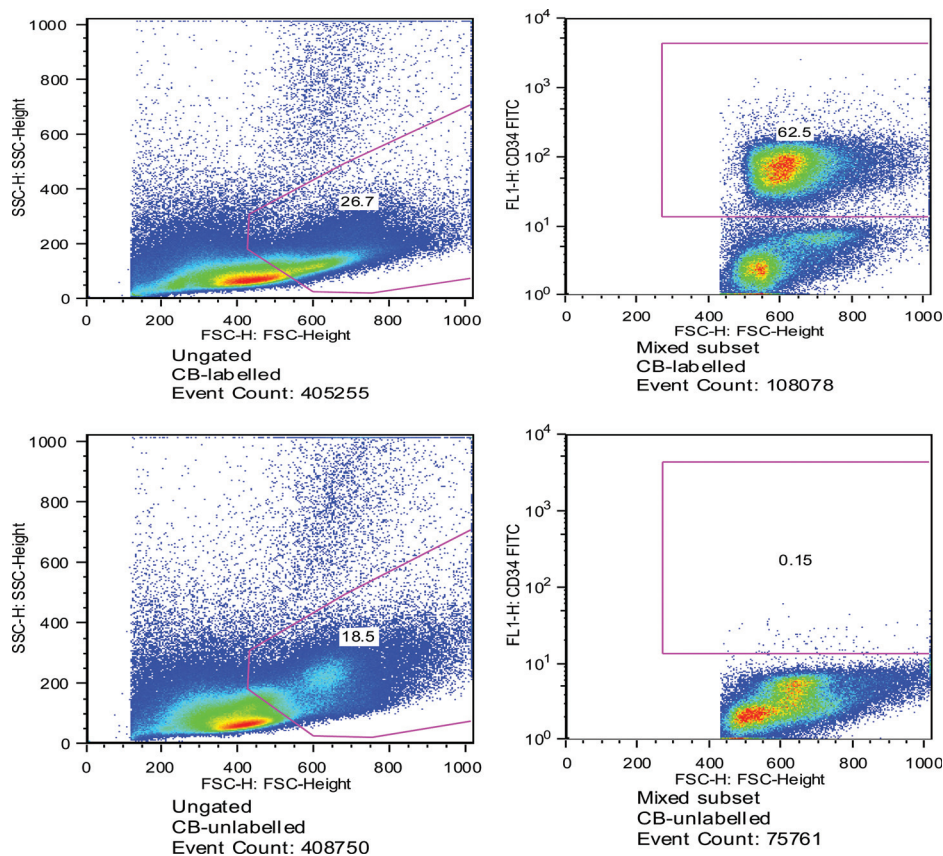 1000
800
600
400
200
0
SSC-H: SSC-Height
26.7
0 200 400 600 800 1000
FSC-H: FSC-Height
Ungated
CB-labelled
Event Count: 405255
10^4
10^3
10^2
10^1
10^0
FL1-H: CD34 FITC
62.5
0 200 400 600 800 1000
FSC-H: FSC-Height
Mixed subset
CB-labelled
Event Count: 108078
1000
800
600
400
200
0
SSC-H: SSC-Height
18.5
0 200 400 600 800 1000
FSC-H: FSC-Height
Ungated
CB-unlabelled
Event Count: 408750
10^4
10^3
10^2
10^1
10^0
FL1-H: CD34 FITC
0.15
0 200 400 600 800 1000
FSC-H: FSC-Height
Mixed subset
CB-unlabelled
Event Count: 75761